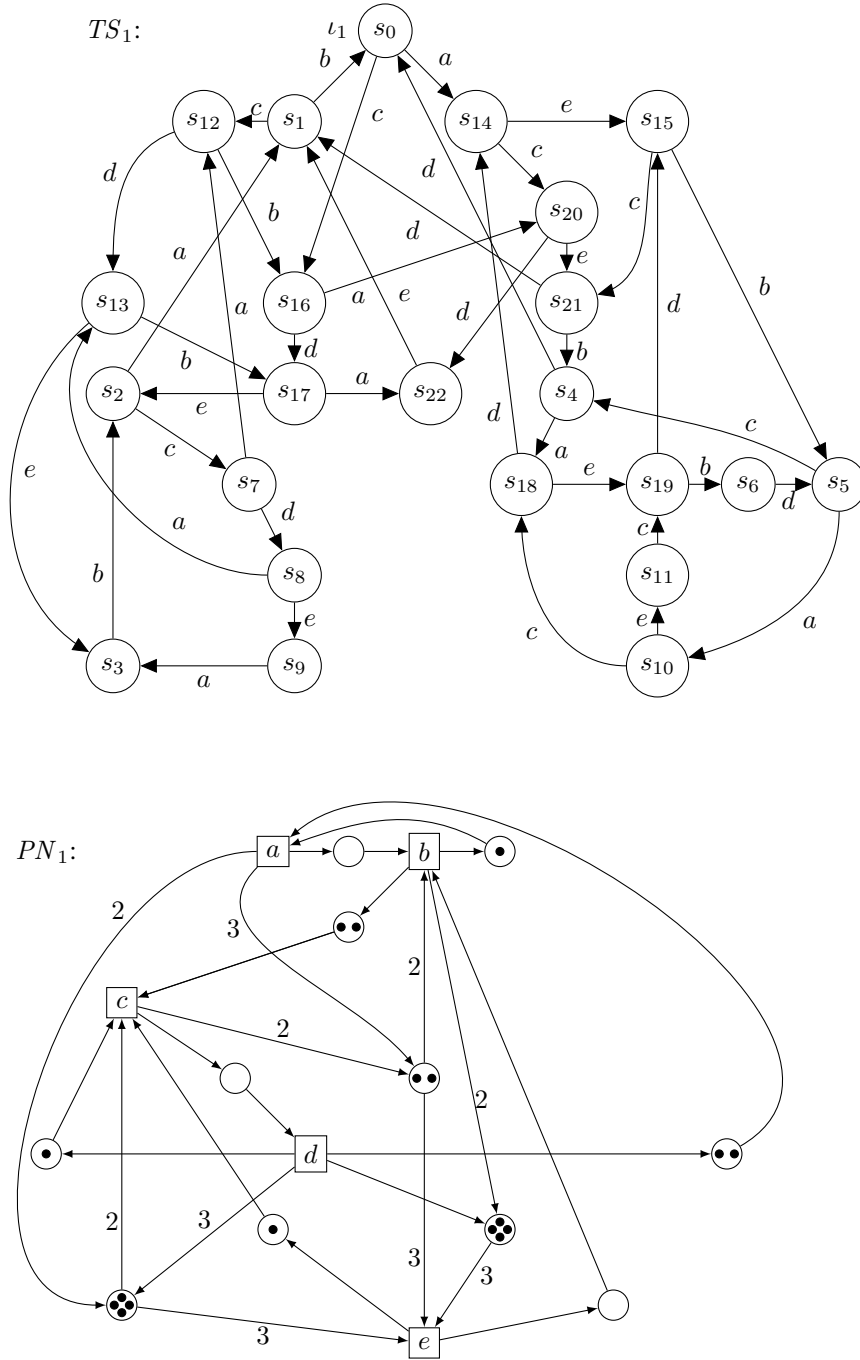 TS₁:
ι₁ s₀
b a
s₁₂ c s₁ c s₁₄ e s₁₅
d b d c c
s₂₀
a d e b
s₁₃ s₁₆ a e d s₂₁ d
b a d b
s₂ e s₁₇ a s₂₂ s₄ c
e c d a
s₇ s₁₈ e s₁₉ b s₆ d s₅
a d c
s₈ s₁₁
b e c e a
s₃ a s₉ s₁₀
PN₁:
a b
2 3
c 2 2
2
d
2 3 3 3
3
e